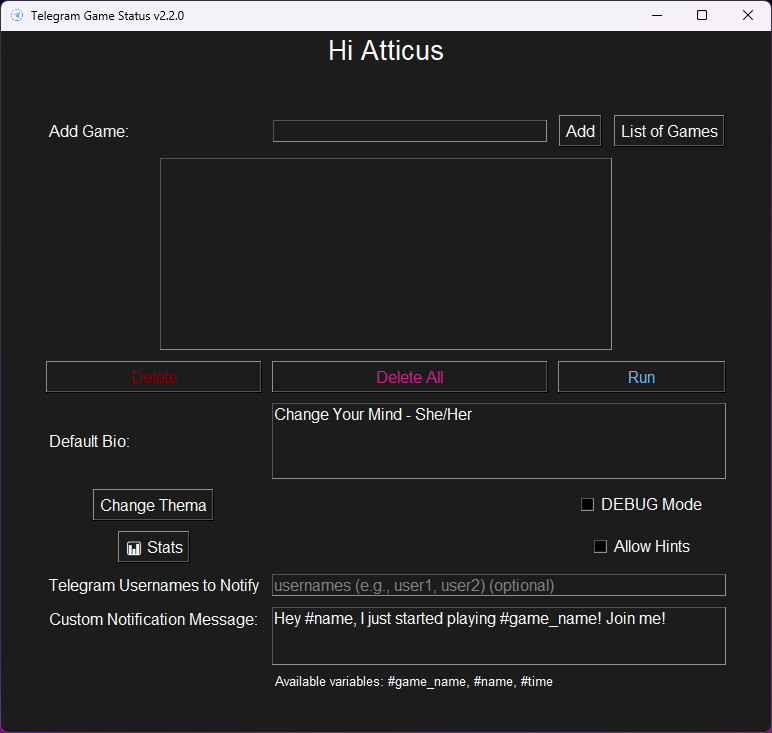 Telegram Game Status v2.2.0
Hi Atticus
Add Game:
Add
List of Games
Delete
Delete All
Run
Default Bio:
Change Your Mind - She/Her
Change Thema
DEBUG Mode
Stats
Allow Hints
Telegram Usernames to Notify
usernames (e.g., user1, user2) (optional)
Custom Notification Message:
Hey #name, I just started playing #game_name! Join me!
Available variables: #game_name, #name, #time